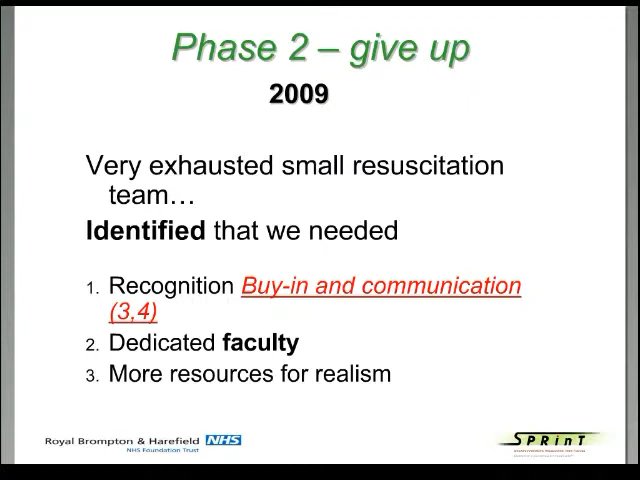 Phase 2 – give up
2009
Very exhausted small resuscitation
team…
Identified that we needed
1. Recognition Buy-in and communication
(3,4)
2. Dedicated faculty
3. More resources for realism
Royal Brompton & Harefield NHS
NHS Foundation Trust
SPRinT